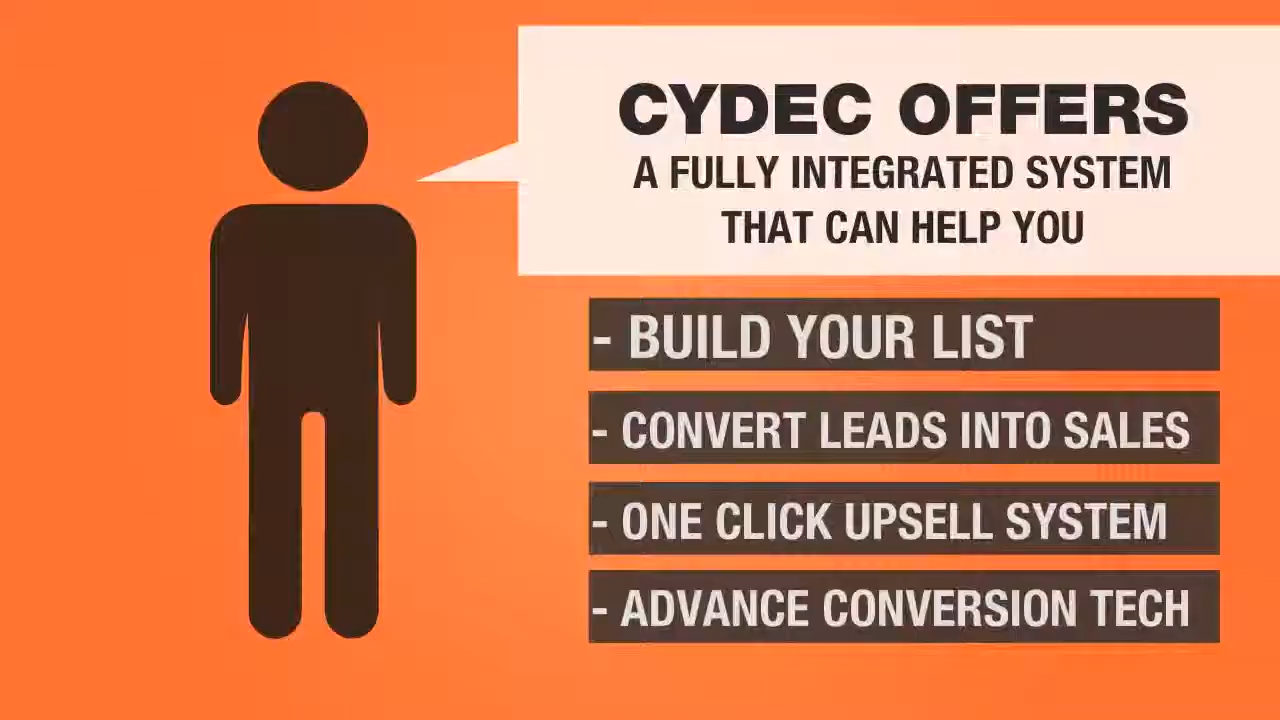 CYDEC OFFERS
A FULLY INTEGRATED SYSTEM
THAT CAN HELP YOU
- BUILD YOUR LIST
- CONVERT LEADS INTO SALES
- ONE CLICK UPSELL SYSTEM
- ADVANCE CONVERSION TECH